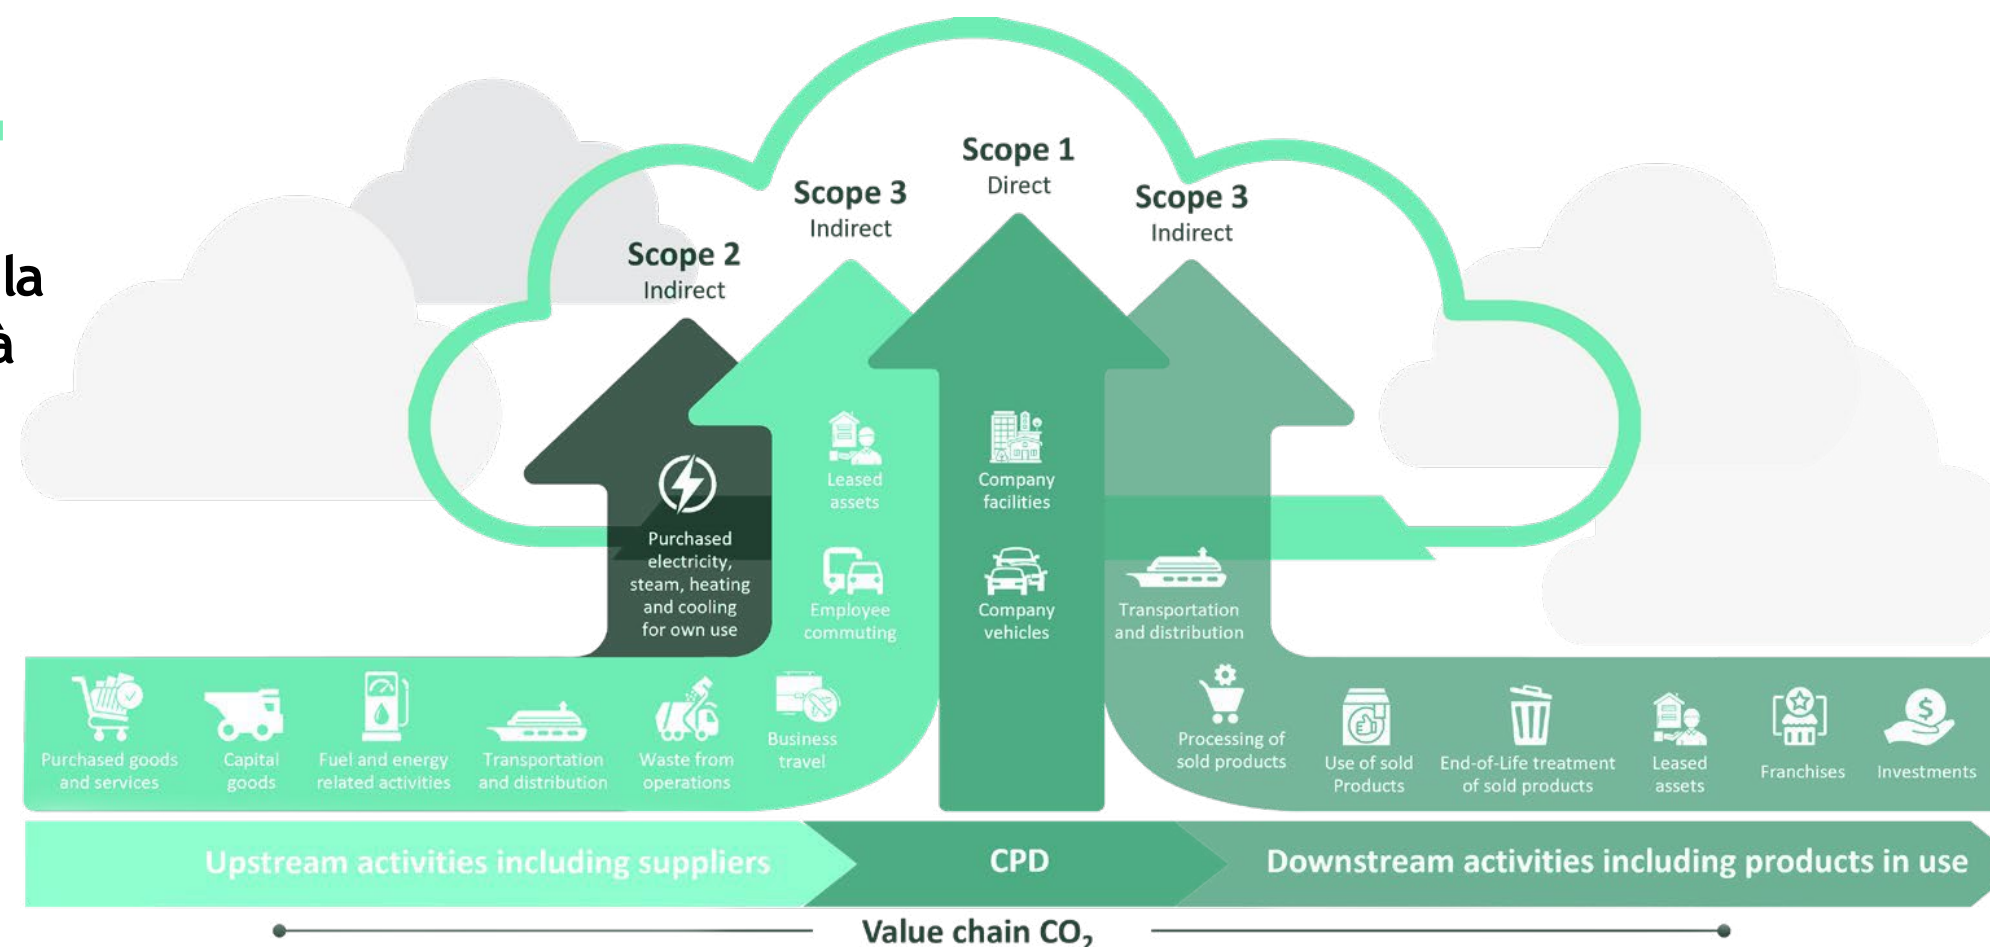 la
à
Scope 1
Direct
Scope 3
Indirect
Scope 3
Indirect
Scope 2
Indirect
Leased
assets
Company
facilities
Purchased
electricity,
steam, heating
and cooling
for own use
Employee
commuting
Company
vehicles
Transportation
and distribution
Purchased goods
and services
Capital
goods
Fuel and energy
related activities
Transportation
and distribution
Waste from
operations
Business
travel
Processing of
sold products
Use of sold
Products
End-of-Life treatment
of sold products
Leased
assets
Franchises
Investments
Upstream activities including suppliers
CPD
Downstream activities including products in use
Value chain CO₂